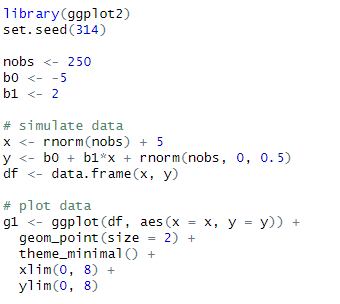 library(ggplot2)
set.seed(314)

nobs <- 250
b0 <- -5
b1 <- 2

# simulate data
x <- rnorm(nobs) + 5
y <- b0 + b1*x + rnorm(nobs, 0, 0.5)
df <- data.frame(x, y)

# plot data
g1 <- ggplot(df, aes(x = x, y = y)) +
  geom_point(size = 2) +
  theme_minimal() +
  xlim(0, 8) +
  ylim(0, 8)